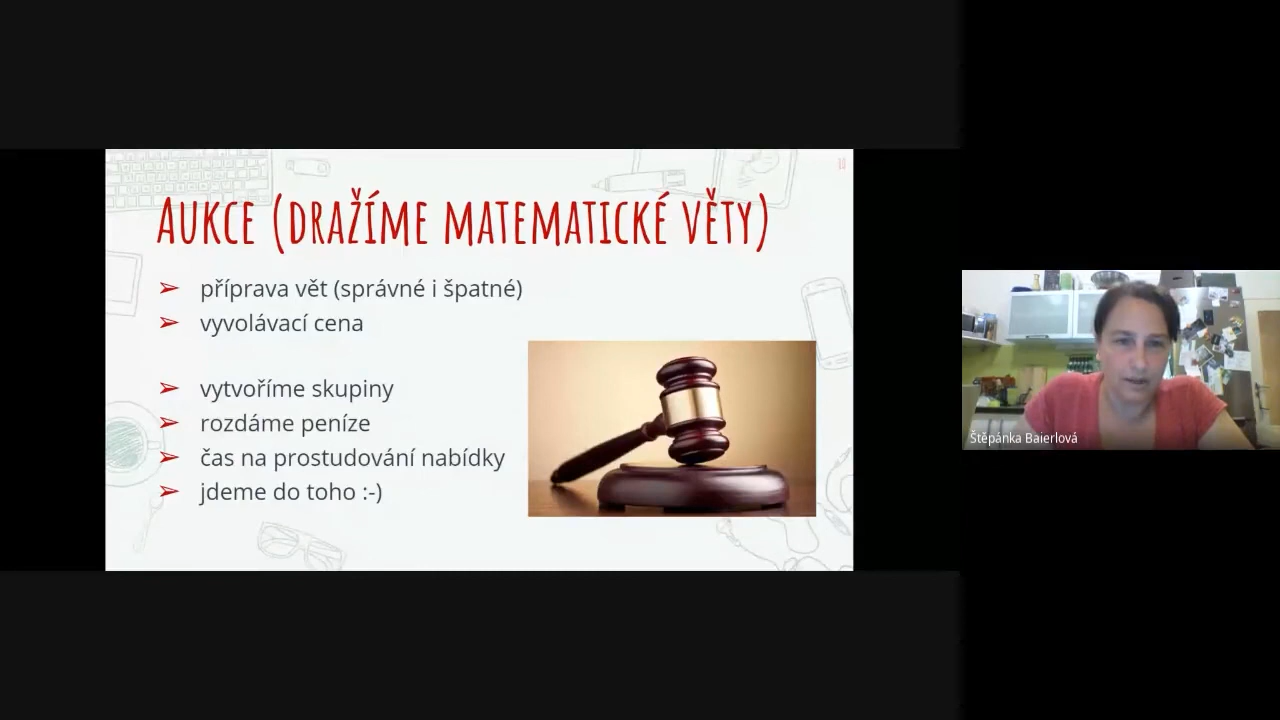 Aukce (dražíme matematické věty)
➢ příprava vět (správné i špatné)
➢ vyvolávací cena
➢ vytvoříme skupiny
➢ rozdáme peníze
➢ čas na prostudování nabídky
➢ jdeme do toho :-)
Štěpánka Baierlová